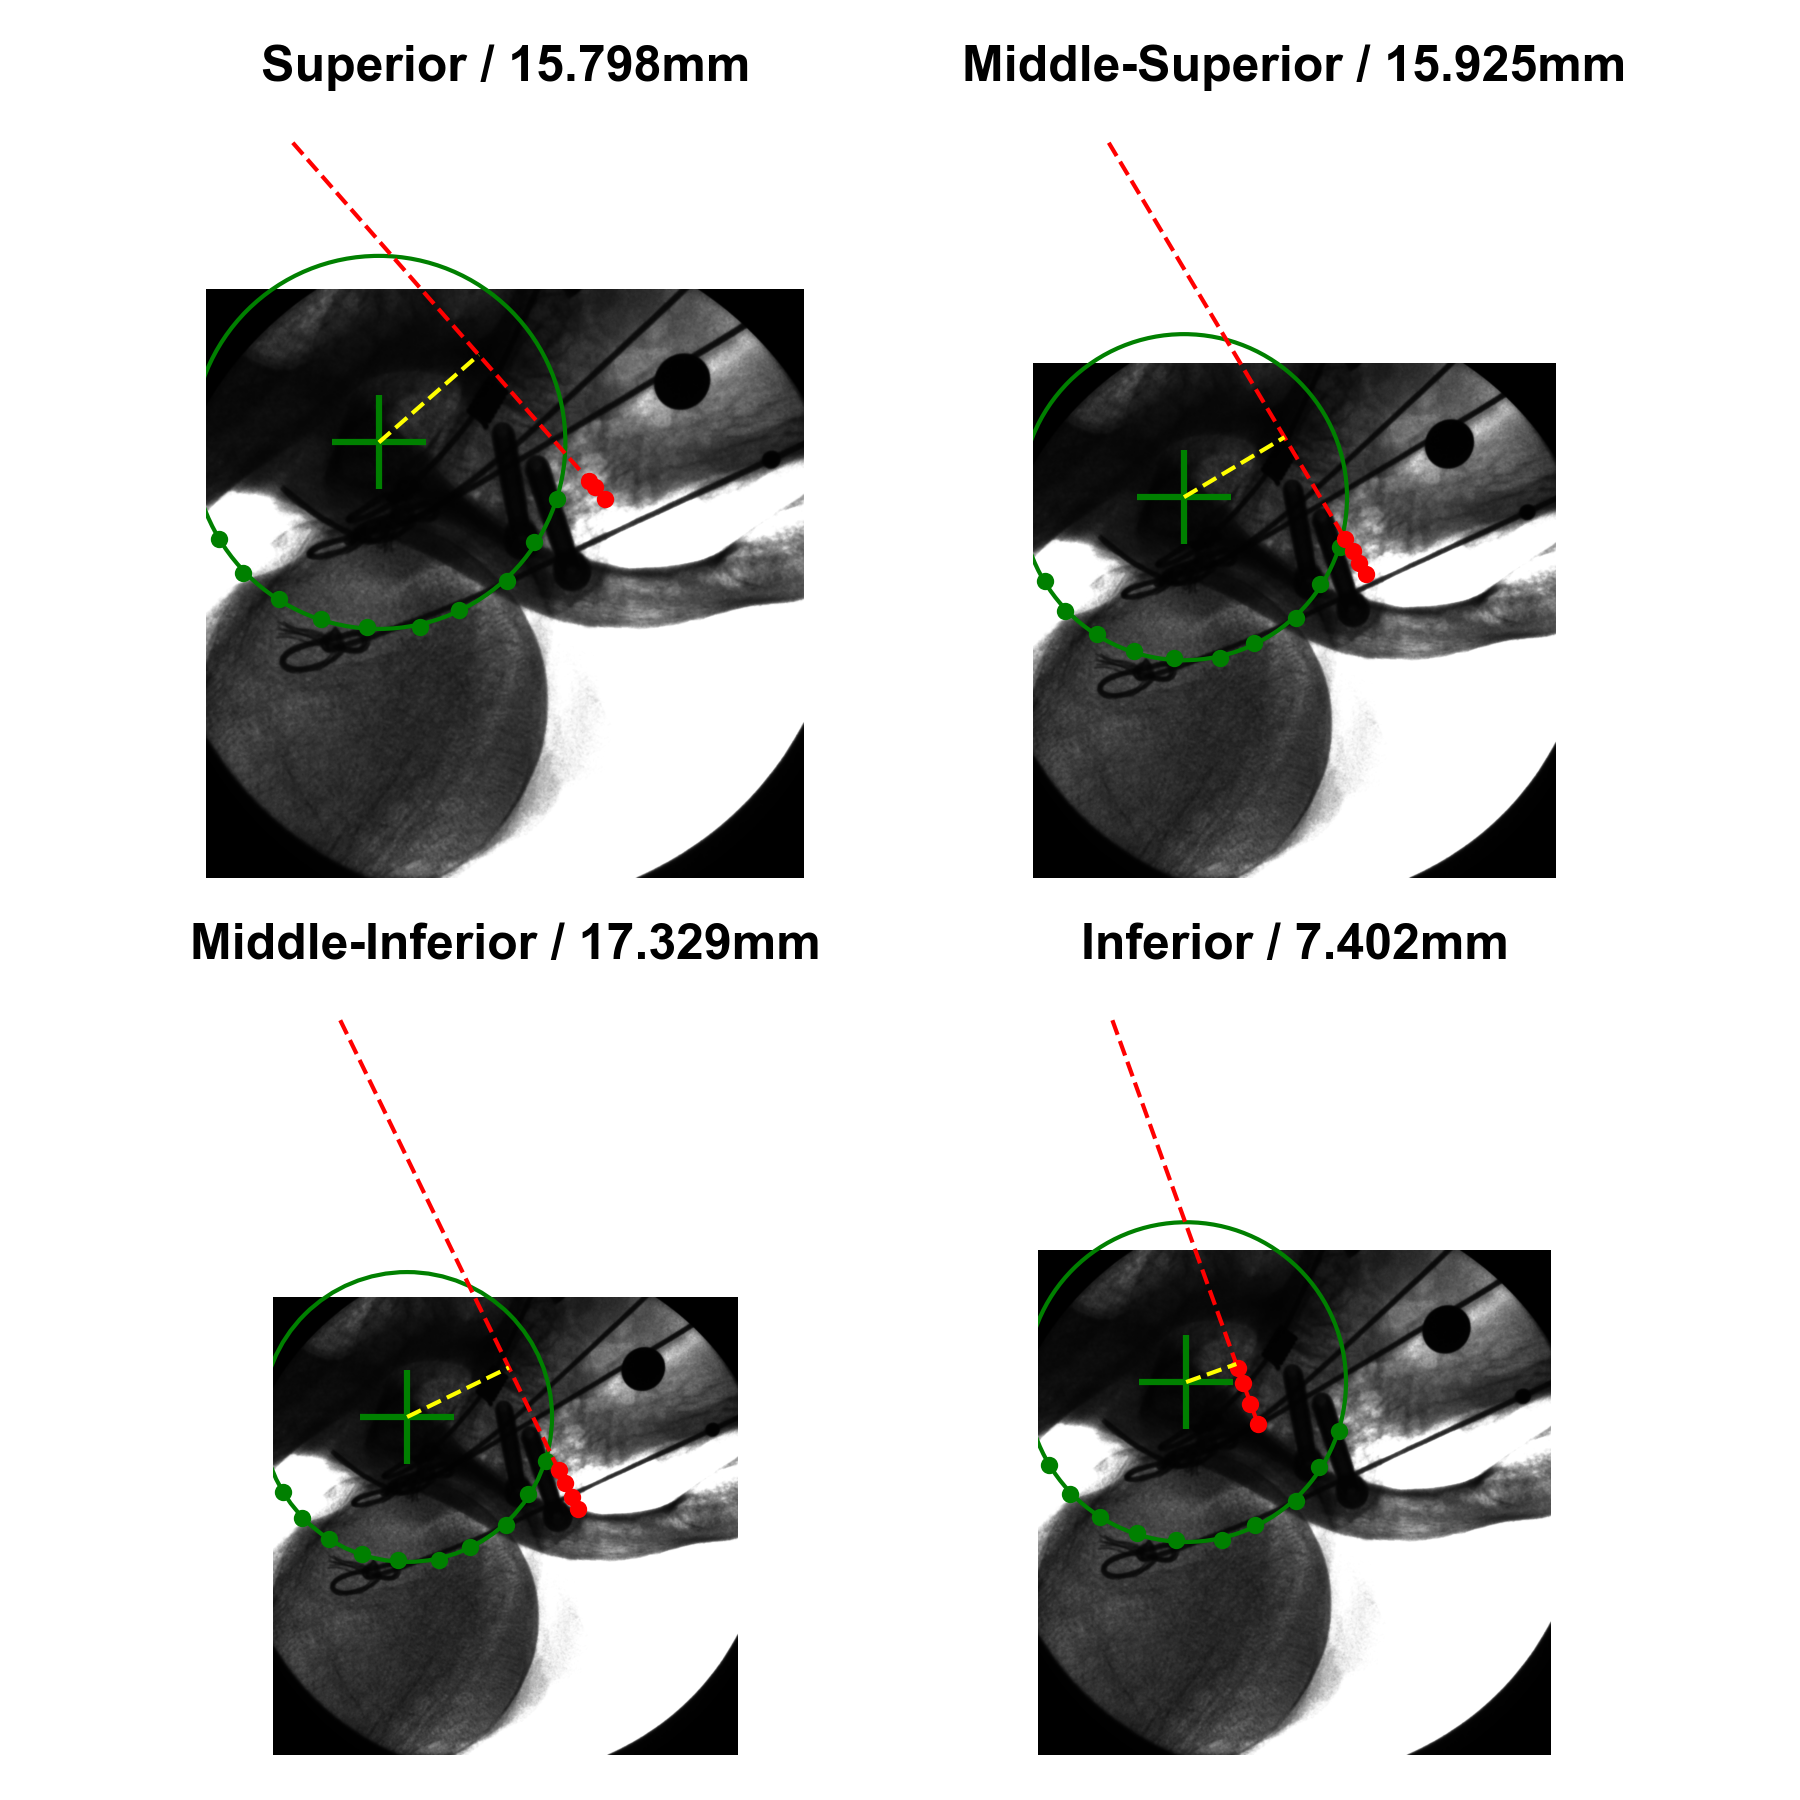 Superior / 15.798mm
Middle-Superior / 15.925mm
Middle-Inferior / 17.329mm
Inferior / 7.402mm